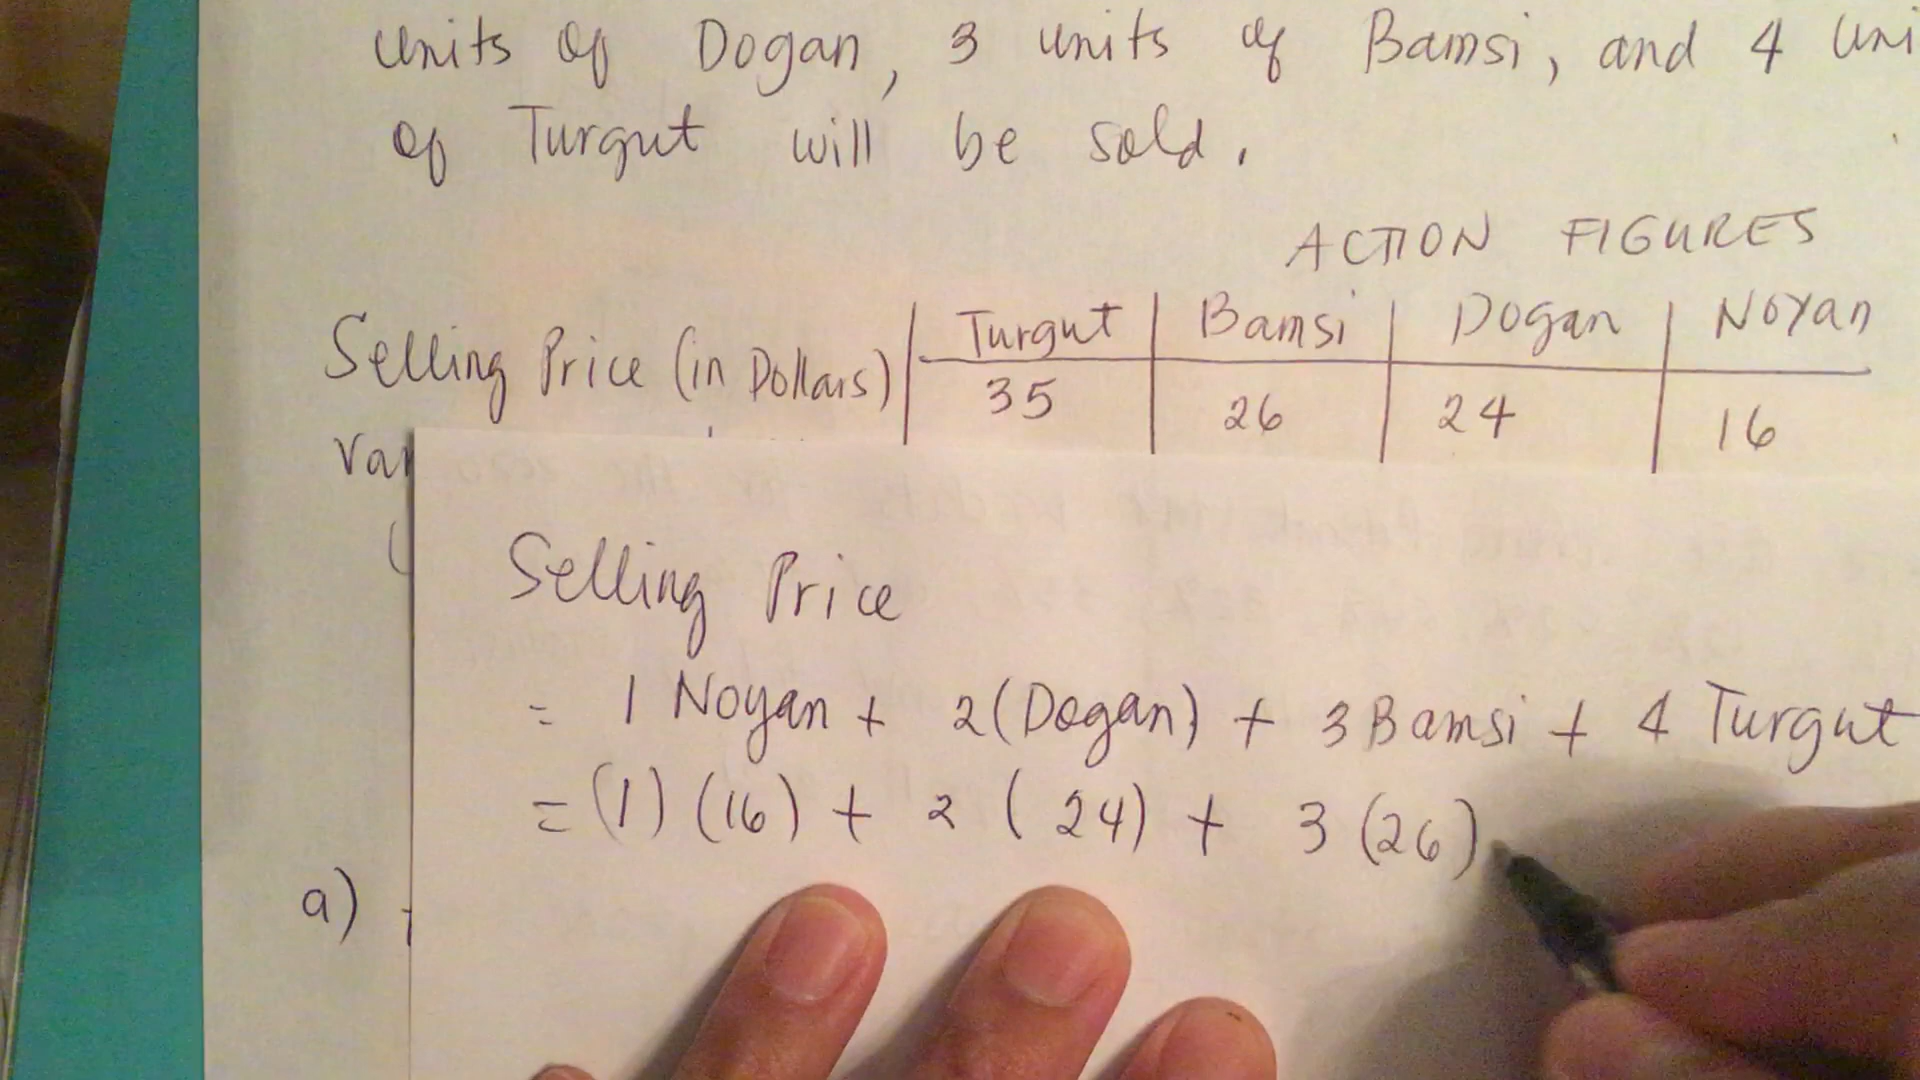 units of Dogan, 3 units of Bamsi, and 4 uni
of Turgut will be sold.
ACTION FIGURES
Turgut Bamsi Dogan Noyan
Selling Price (in Dollars) 35 26 24 16
Var
Selling Price
= 1 Noyan + 2(Dogan) + 3 Bamsi + 4 Turgut
= (1) (16) + 2 ( 24) + 3 (26)
a)